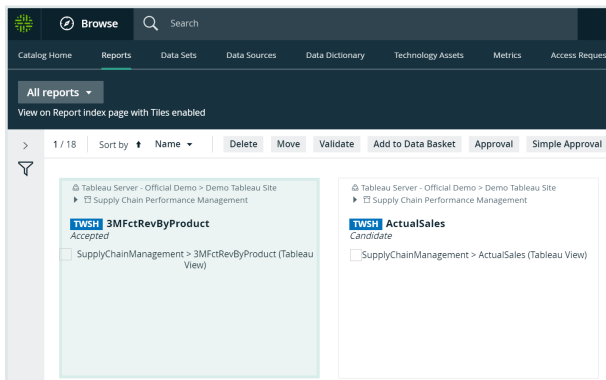 Browse
Search
Catalog Home Reports Data Sets Data Sources Data Dictionary Technology Assets Metrics Access Reques
All reports
View on Report index page with Tiles enabled
1 / 18 Sort by Name Delete Move Validate Add to Data Basket Approval Simple Approval
Tableau Server - Official Demo > Demo Tableau Site
Supply Chain Performance Management
TWSH 3MFctRevByProduct
Accepted
SupplyChainManagement > 3MFctRevByProduct (Tableau
View)
Tableau Server - Official Demo > Demo Tableau Site
Supply Chain Performance Management
TWSH ActualSales
Candidate
SupplyChainManagement > ActualSales (Tableau View)